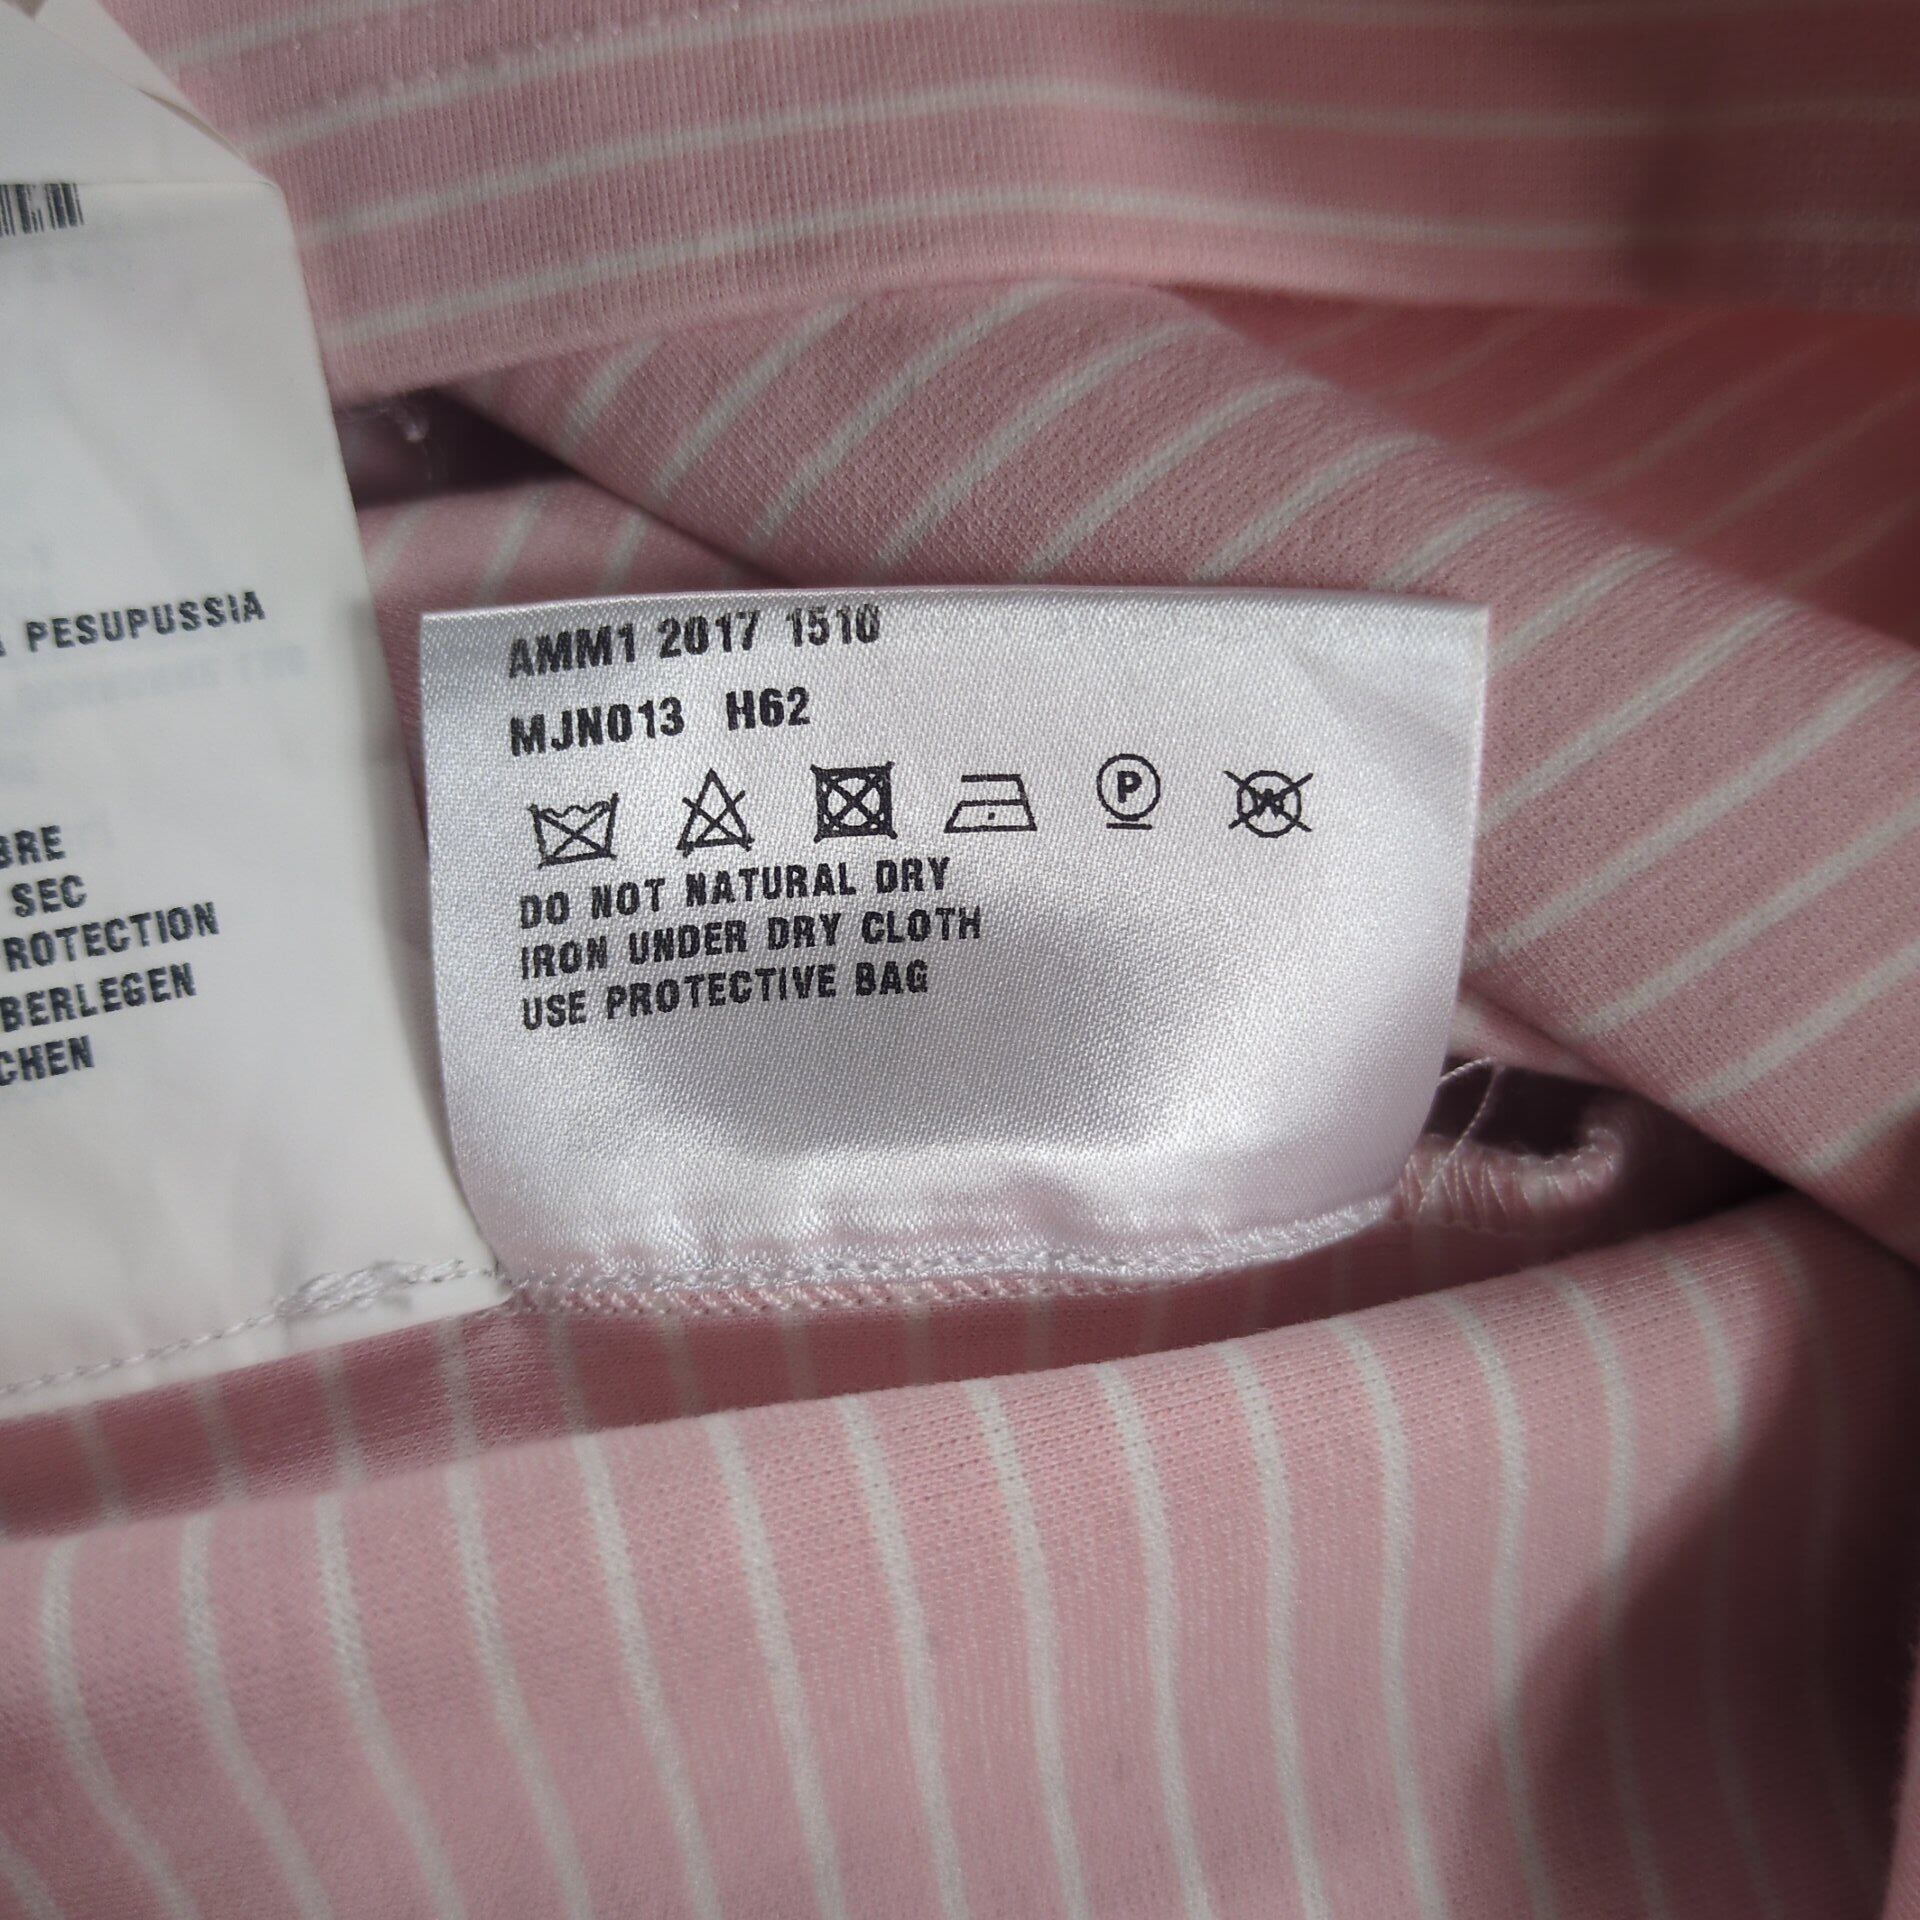 PESUPUSSIA
BRE
SEC
ROTECTION
BERLEGEN
CHEN
AMM1 2017 1510
MJN013 H62
P
W
DO NOT NATURAL DRY
IRON UNDER DRY CLOTH
USE PROTECTIVE BAG